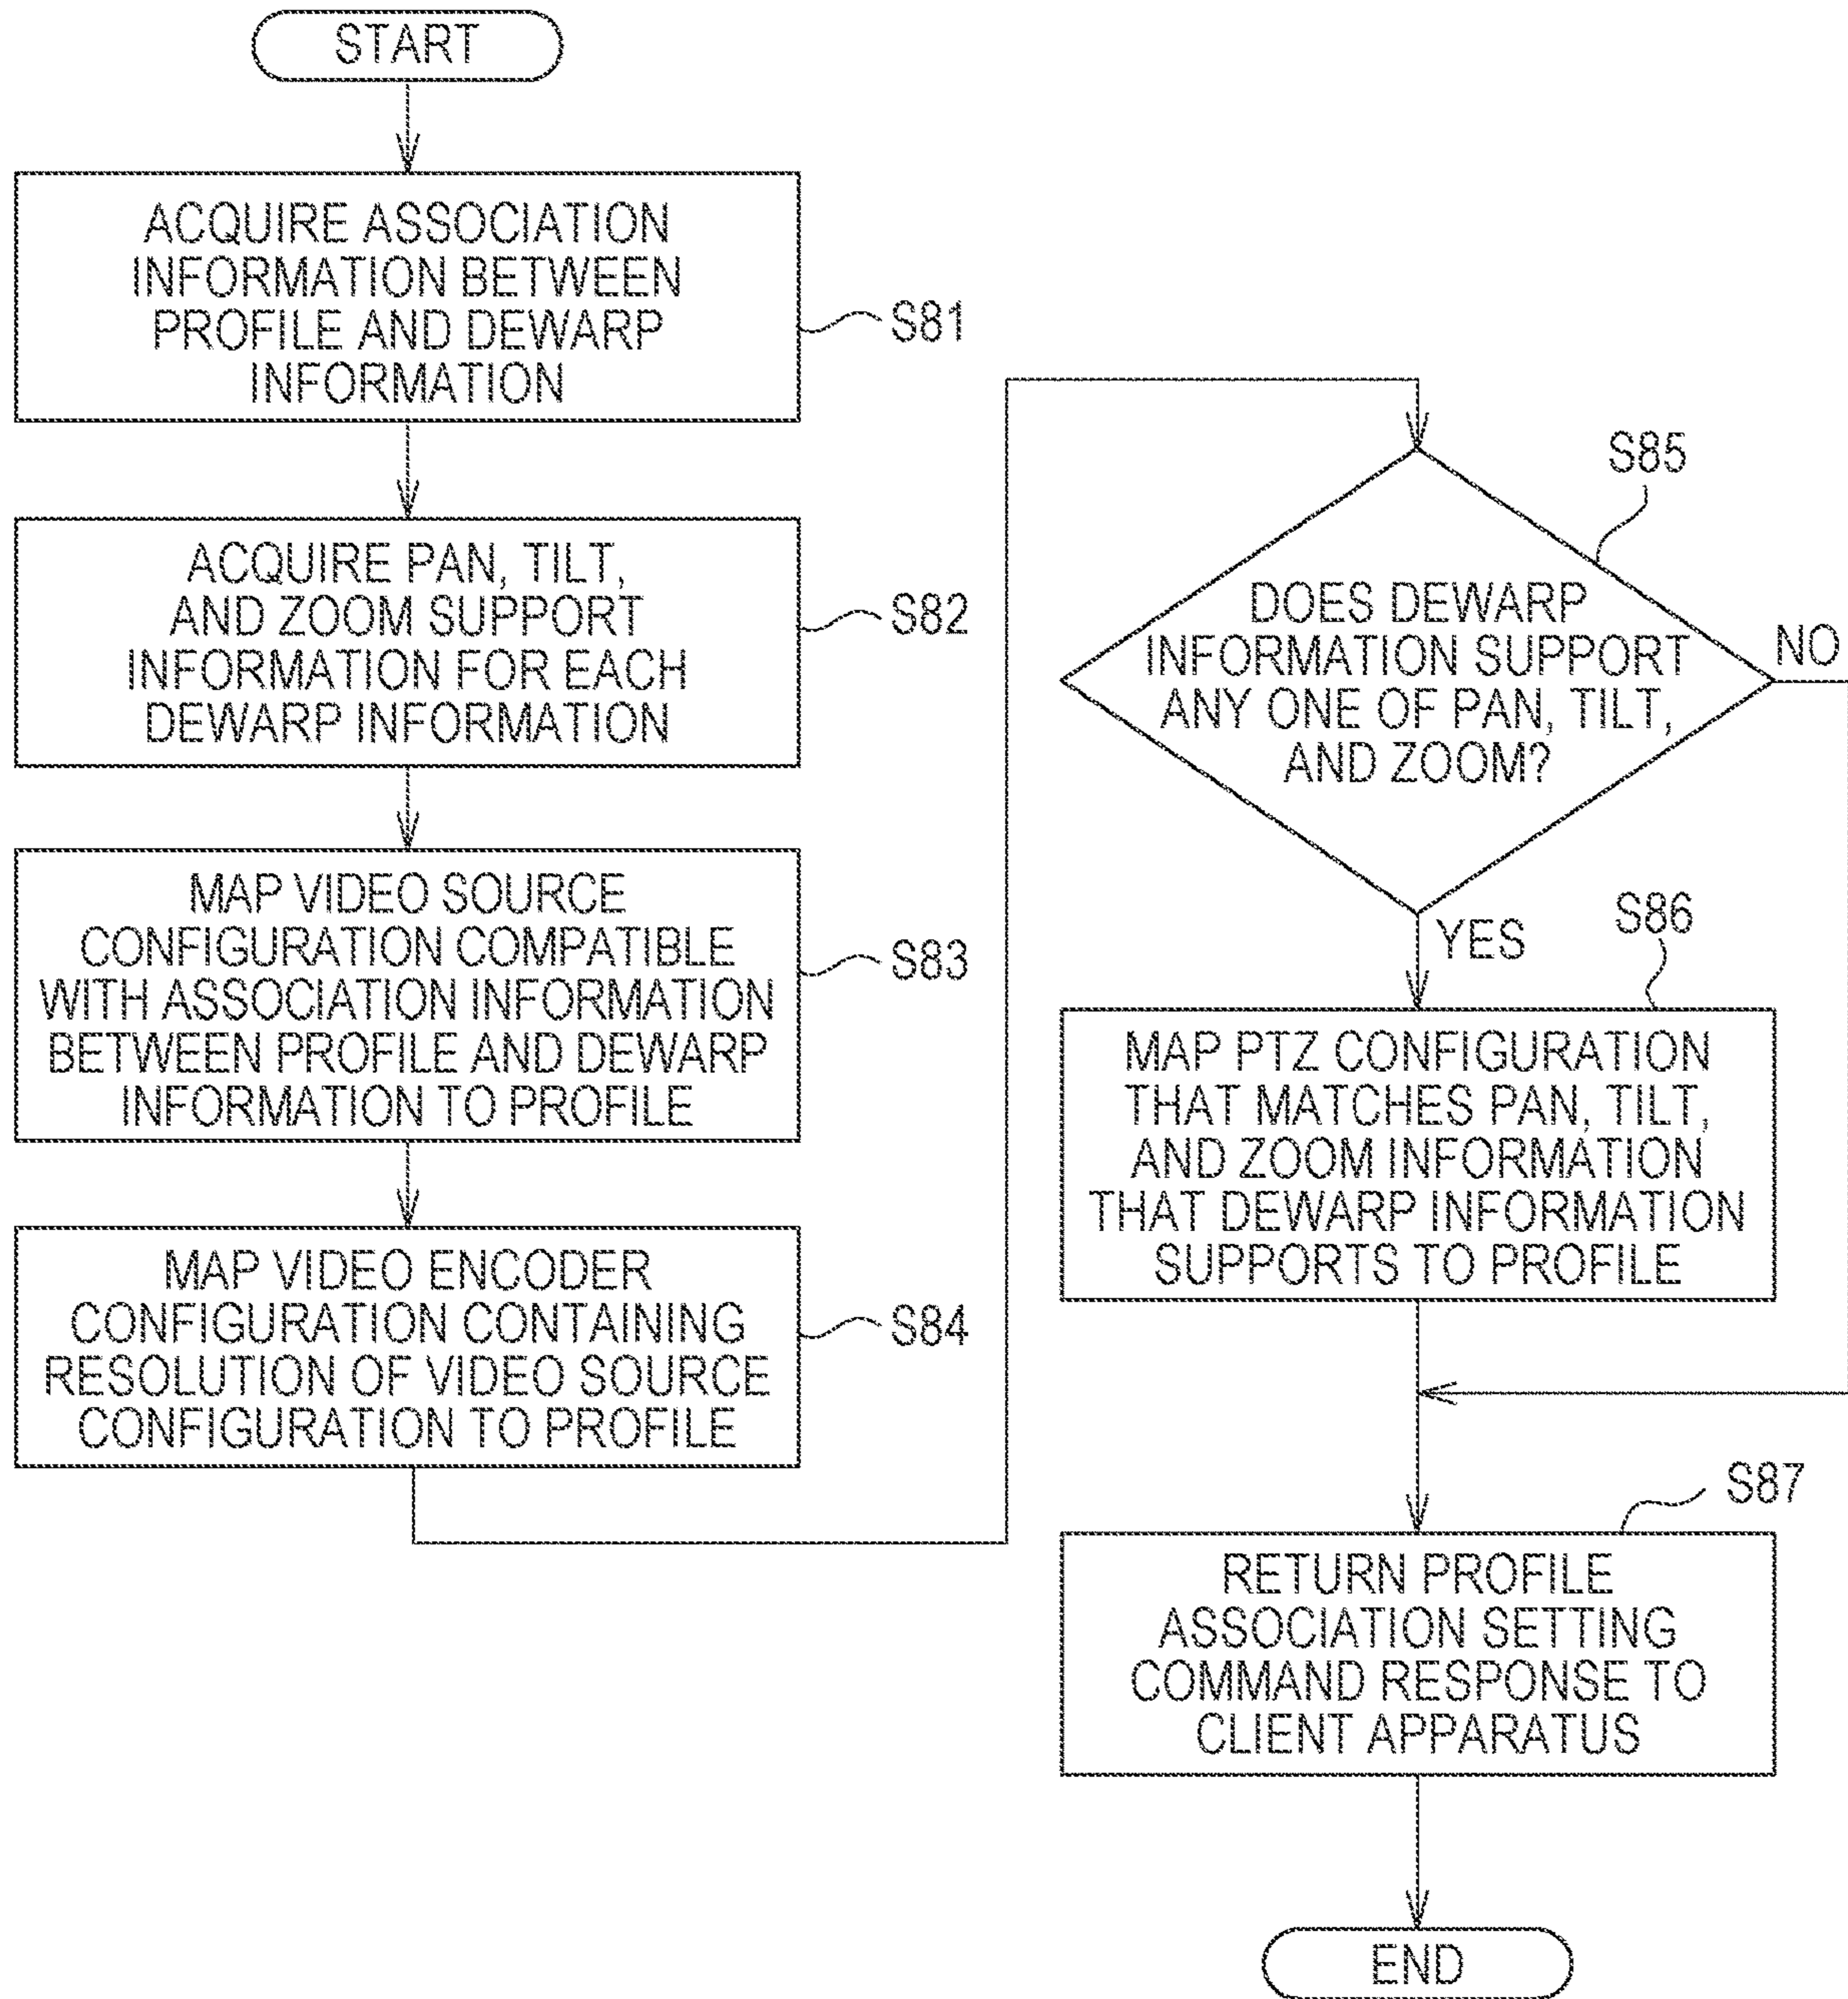 START
ACQUIRE ASSOCIATION
INFORMATION BETWEEN
PROFILE AND DEWARP
INFORMATION
S81
ACQUIRE PAN, TILT,
AND ZOOM SUPPORT
INFORMATION FOR EACH
DEWARP INFORMATION
S82
MAP VIDEO SOURCE
CONFIGURATION COMPATIBLE
WITH ASSOCIATION INFORMATION
BETWEEN PROFILE AND DEWARP
INFORMATION TO PROFILE
S83
MAP VIDEO ENCODER
CONFIGURATION CONTAINING
RESOLUTION OF VIDEO SOURCE
CONFIGURATION TO PROFILE
S84
S85
DOES DEWARP
INFORMATION SUPPORT
ANY ONE OF PAN, TILT,
AND ZOOM?
NO
YES
S86
MAP PTZ CONFIGURATION
THAT MATCHES PAN, TILT,
AND ZOOM INFORMATION
THAT DEWARP INFORMATION
SUPPORTS TO PROFILE
S87
RETURN PROFILE
ASSOCIATION SETTING
COMMAND RESPONSE TO
CLIENT APPARATUS
END